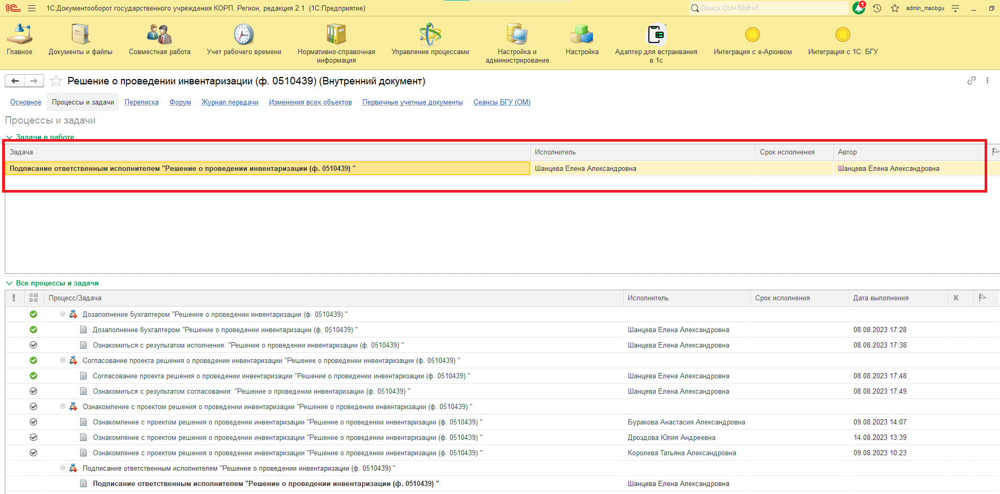 1С:Документооборот государственного учреждения КОРП. Регион, редакция 2.1 (1С:Предприятие)
Поиск Ctrl+Shift+F
1
admin_maobgu
Главное
Документы и файлы
Совместная работа
Учет рабочего времени
Нормативно-справочная информация
Управление процессами
Настройка и администрирование
Настройка
Адаптер для встраивания в 1с
Интеграция с е-Архивом
Интеграция с 1С: БГУ
Решение о проведении инвентаризации (ф. 0510439) (Внутренний документ)
Основное Процессы и задачи Переписка Форум Журнал передачи Изменения всех объектов Первичные учетные документы Сеансы БГУ (ОМ)
Процессы и задачи
Задачи в работе
Задача Исполнитель Срок исполнения Автор
Подписание ответственным исполнителем "Решение о проведении инвентаризации (ф. 0510439) " Шанцева Елена Александровна Шанцева Елена Александровна
Все процессы и задачи
Процесс/Задача Исполнитель Срок исполнения Дата выполнения К
Дозаполнение бухгалтером "Решение о проведении инвентаризации (ф. 0510439) "
Дозаполнение бухгалтером "Решение о проведении инвентаризации (ф. 0510439) " Шанцева Елена Александровна 08.08.2023 17:28
Ознакомиться с результатом исполнения: "Решение о проведении инвентаризации (ф. 0510439) " Шанцева Елена Александровна 08.08.2023 17:38
Согласование проекта решения о проведении инвентаризации "Решение о проведении инвентаризации (ф. 0510439) "
Согласование проекта решения о проведении инвентаризации "Решение о проведении инвентаризации (ф. 0510439) " Шанцева Елена Александровна 08.08.2023 17:48
Ознакомиться с результатом согласования: "Решение о проведении инвентаризации (ф. 0510439) " Шанцева Елена Александровна 08.08.2023 17:49
Ознакомление с проектом решения о проведении инвентаризации "Решение о проведении инвентаризации (ф. 0510439) "
Ознакомление с проектом решения о проведении инвентаризации "Решение о проведении инвентаризации (ф. 0510439) " Буракова Анастасия Александровна 09.08.2023 14:07
Ознакомление с проектом решения о проведении инвентаризации "Решение о проведении инвентаризации (ф. 0510439) " Дроздова Юлия Андреевна 14.08.2023 13:39
Ознакомление с проектом решения о проведении инвентаризации "Решение о проведении инвентаризации (ф. 0510439) " Королева Татьяна Александровна 09.08.2023 10:23
Подписание ответственным исполнителем "Решение о проведении инвентаризации (ф. 0510439) "
Подписание ответственным исполнителем "Решение о проведении инвентаризации (ф. 0510439) " Шанцева Елена Александровна